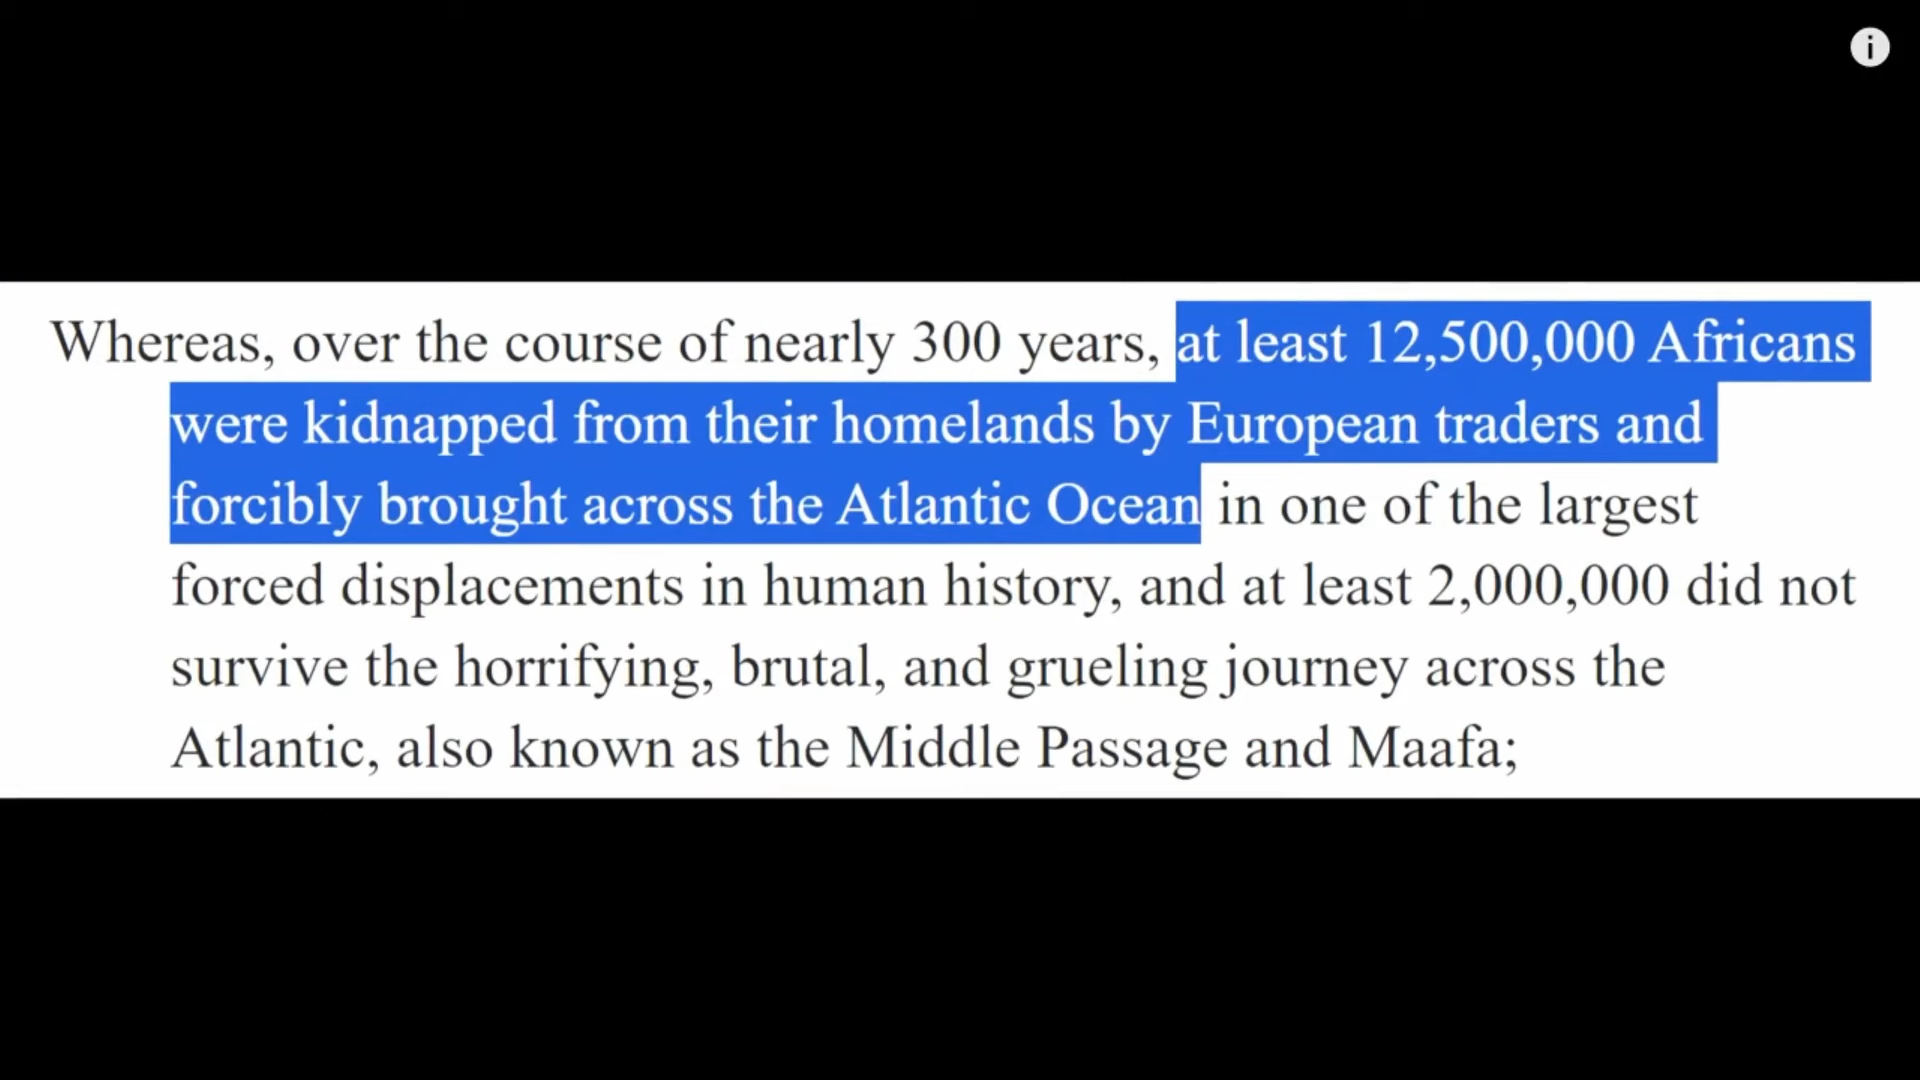 Whereas, over the course of nearly 300 years, at least 12,500,000 Africans
were kidnapped from their homelands by European traders and
forcibly brought across the Atlantic Ocean in one of the largest
forced displacements in human history, and at least 2,000,000 did not
survive the horrifying, brutal, and grueling journey across the
Atlantic, also known as the Middle Passage and Maafa;